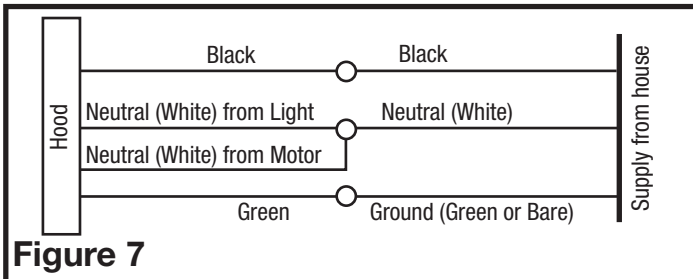 Black Black
Hood
Neutral (White) from Light Neutral (White)
Neutral (White) from Motor
Supply from house
Green Ground (Green or Bare)
Figure 7